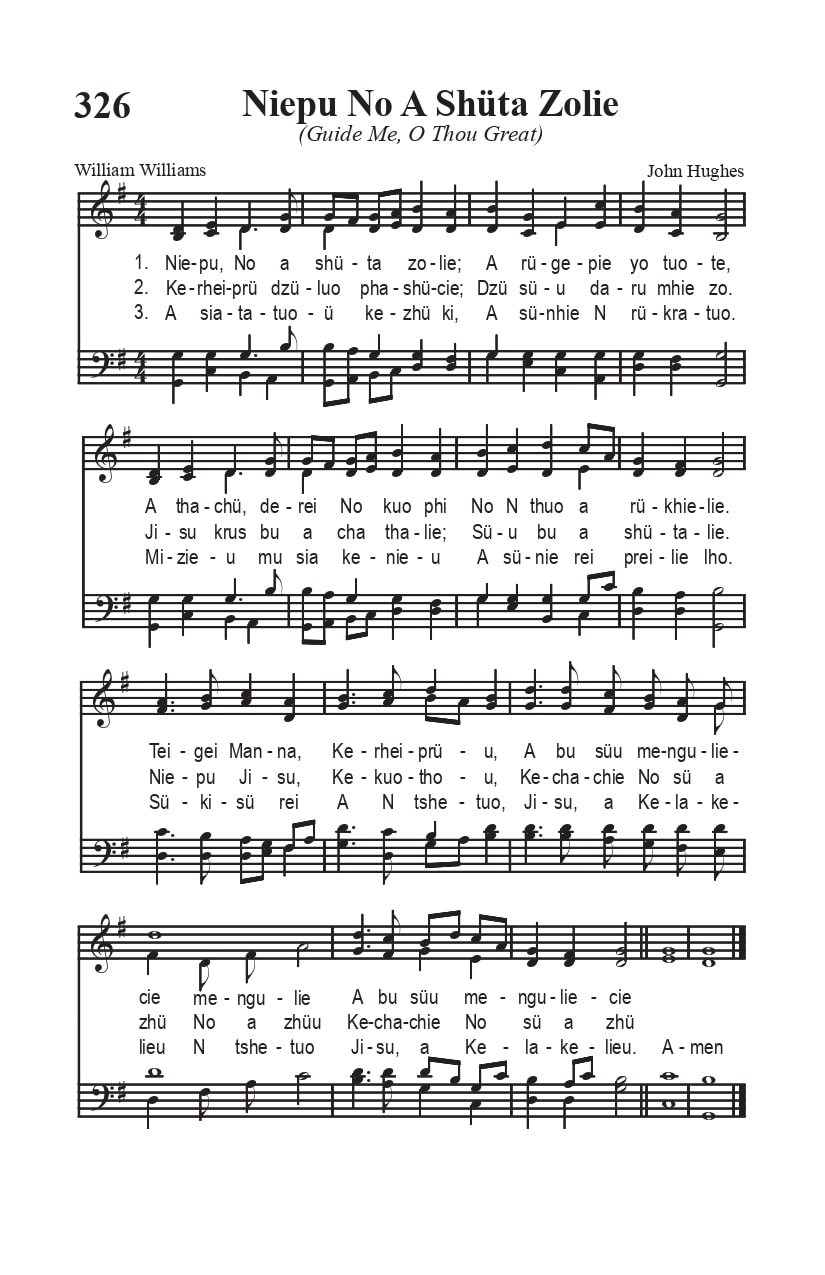 326 Niepu No A Shüta Zolie
(Guide Me, O Thou Great)
William Williams John Hughes
1. Niepu, No a shü - ta zo-lie; A rü-ge-pie yo tuo-te,
2. Ke-rhei-prü dzü-luo pha-shü-cie; Dzü sü-u da-ru mhie zo.
3. A sia-ta-tuo-ü ke-zhü ki, A sü-nhie N rü-kra-tuo.
A tha-chü, de-rei No kuo phi No N thuo a rü-khie-lie.
Ji-su krus bu a cha tha-lie; Sü-u bu a shü-ta-lie.
Mi-zie-u mu sia ke-nie-u A sü-nie rei prei-lie lho.
Tei-gei Man-na, Ke-rhei-prü-u, A bu süu me-ngu-lie-
Nie-pu Ji-su, Ke-kuo-tho-u, Ke-cha-chie No sü a
Sü-ki-sü rei A N tshe-tuo, Ji-su, a Ke-la-ke-
cie me-ngu-lie A bu süu me-ngu-lie-cie
zhü No a zhüu Ke-cha-chie No sü a zhü
lieu N tshe-tuo Ji-su, a Ke-la-ke-lieu. A-men